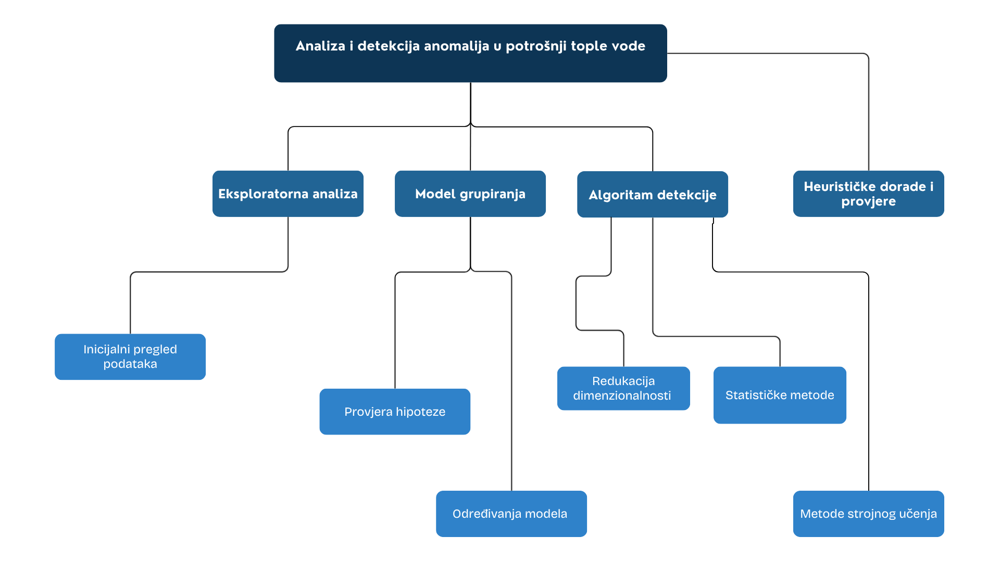 Analiza i detekcija anomalija u potrošnji tople vode
Eksploratorna analiza
Model grupiranja
Algoritam detekcije
Heurističke dorade i
provjere
Inicijalni pregled
podataka
Provjera hipoteze
Redukacija
dimenzionalnosti
Statističke metode
Određivanja modela
Metode strojnog učenja